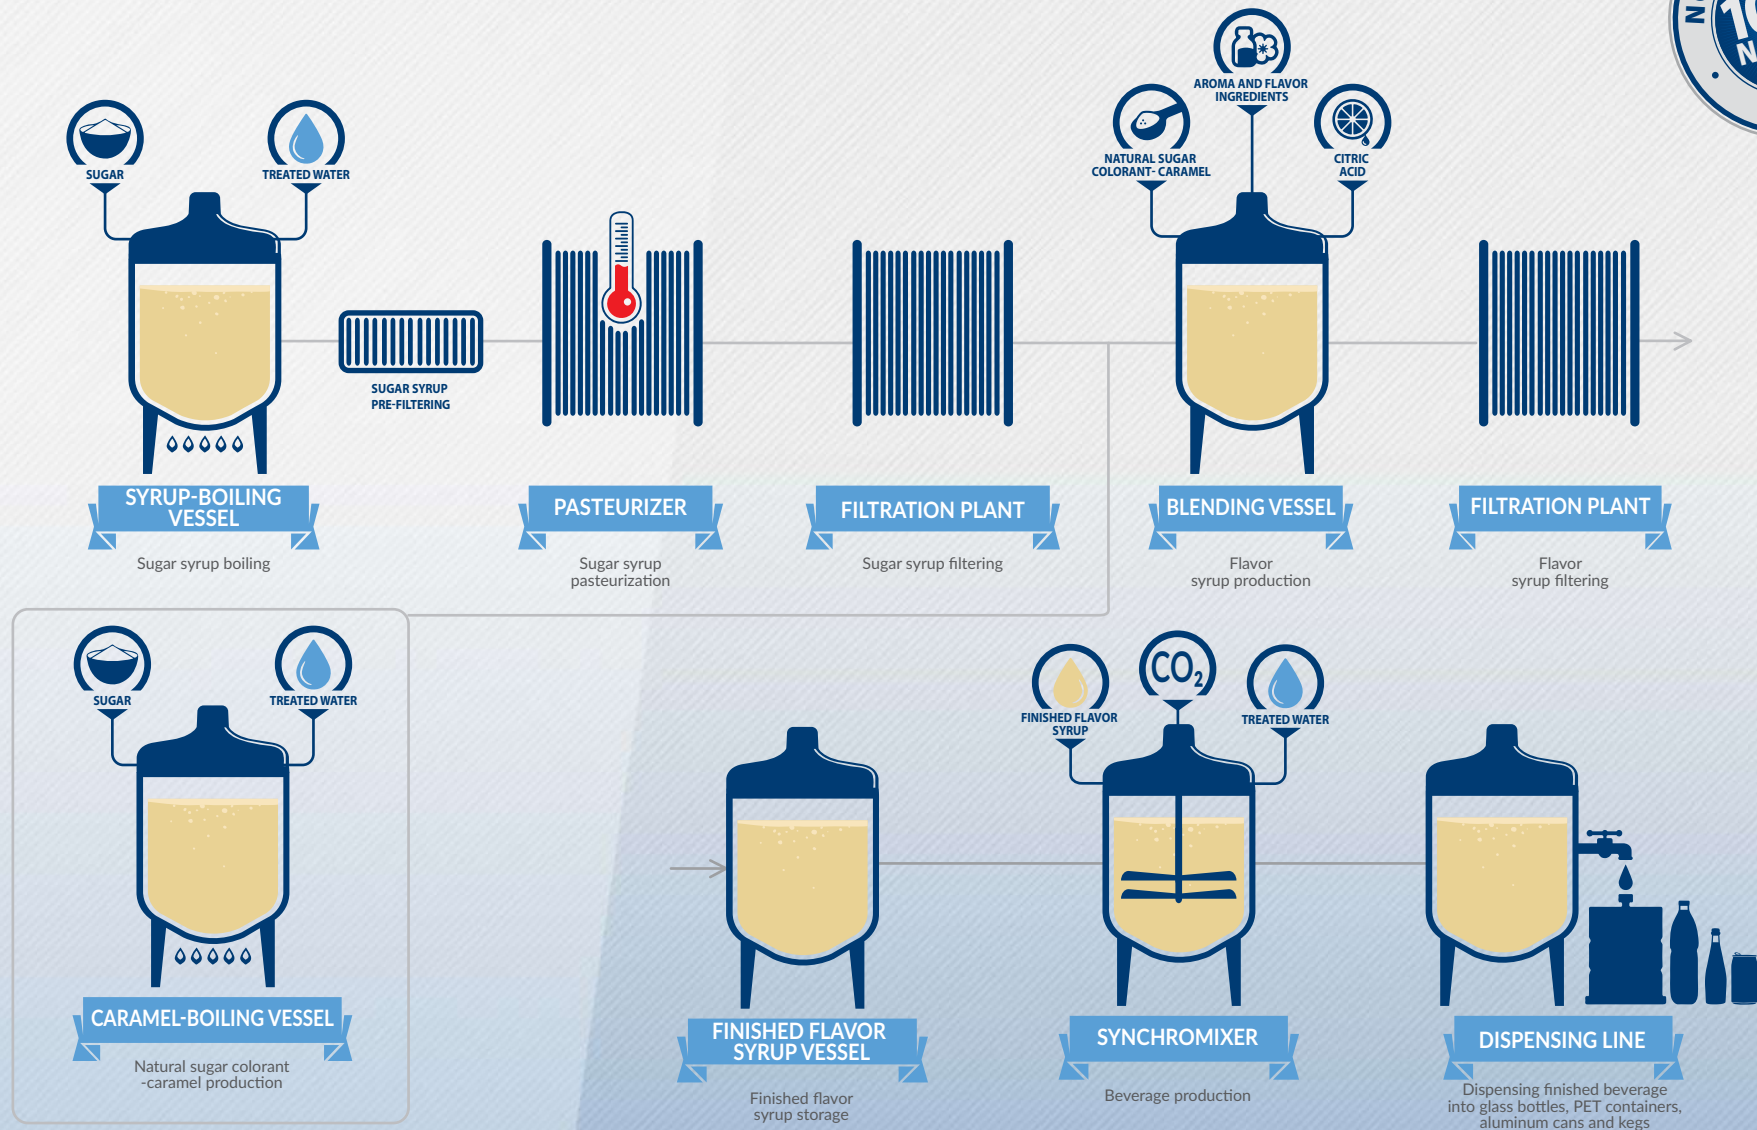 AROMA AND FLAVOR
INGREDIENTS
SUGAR
TREATED WATER
NATURAL SUGAR
COLORANT- CARAMEL
CITRIC
ACID
SUGAR SYRUP
PRE-FILTERING
SYRUP-BOILING
VESSEL
Sugar syrup boiling
PASTEURIZER
Sugar syrup
pasteurization
FILTRATION PLANT
Sugar syrup filtering
BLENDING VESSEL
Flavor
syrup production
FILTRATION PLANT
Flavor
syrup filtering
SUGAR
TREATED WATER
CARAMEL-BOILING VESSEL
Natural sugar colorant
-caramel production
FINISHED FLAVOR
SYRUP VESSEL
Finished flavor
syrup storage
FINISHED FLAVOR
SYRUP
CO₂
TREATED WATER
SYNCHROMIXER
Beverage production
DISPENSING LINE
Dispensing finished beverage
into glass bottles, PET containers,
aluminum cans and kegs